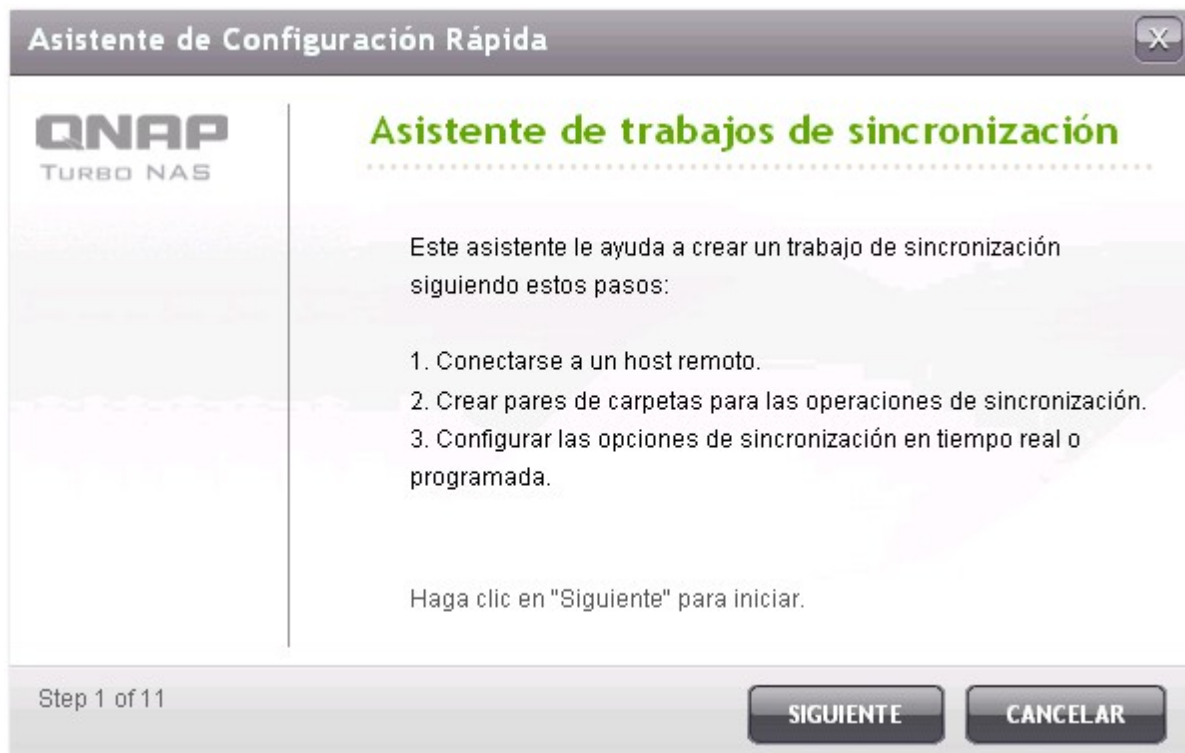 Asistente de Configuración Rápida
X
QNAP
TURBO NAS
Asistente de trabajos de sincronización
Este asistente le ayuda a crear un trabajo de sincronización
siguiendo estos pasos:
1. Conectarse a un host remoto.
2. Crear pares de carpetas para las operaciones de sincronización.
3. Configurar las opciones de sincronización en tiempo real o
programada.
Haga clic en "Siguiente" para iniciar.
Step 1 of 11
SIGUIENTE
CANCELAR